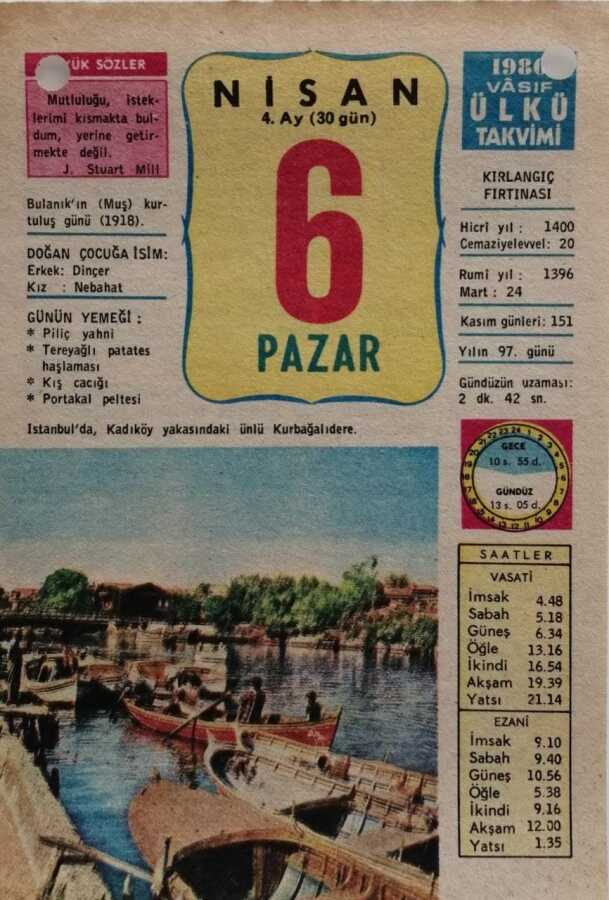 ÜK SÖZLER
Mutluluğu, istek-
lerimi kısmakta bul-
dum, yerine getir-
mekte değil.
J. Stuart Mill
Bulanık'ın (Muş) kur-
tuluş günü (1918).
DOĞAN ÇOCUĞA İSİM:
Erkek: Dinçer
Kız : Nebahat
GÜNÜN YEMEĞİ :
* Piliç yahni
* Tereyağlı patates
haşlaması
* Kış cacığı
* Portakal peltesi
NİSAN
4. Ay (30 gün)
6
PAZAR
1980
VÂSIF
ÜLKÜ
TAKVİMİ
KIRLANGIÇ
FIRTINASI
Hicrî yıl : 1400
Cemaziyelevvel: 20
Rumî yıl : 1396
Mart : 24
Kasım günleri: 151
Yılın 97. günü
Gündüzün uzaması:
2 dk. 42 sn.
İstanbul'da, Kadıköy yakasındaki ünlü Kurbağalıdere.
GECE
10 s. 55 d.
GÜNDÜZ
13 s. 05 d.
SAATLER
VASATİ
İmsak 4.48
Sabah 5.18
Güneş 6.34
Öğle 13.16
İkindi 16.54
Akşam 19.39
Yatsı 21.14
EZANİ
İmsak 9.10
Sabah 9.40
Güneş 10.56
Öğle 5.38
İkindi 9.16
Akşam 12.00
Yatsı 1.35